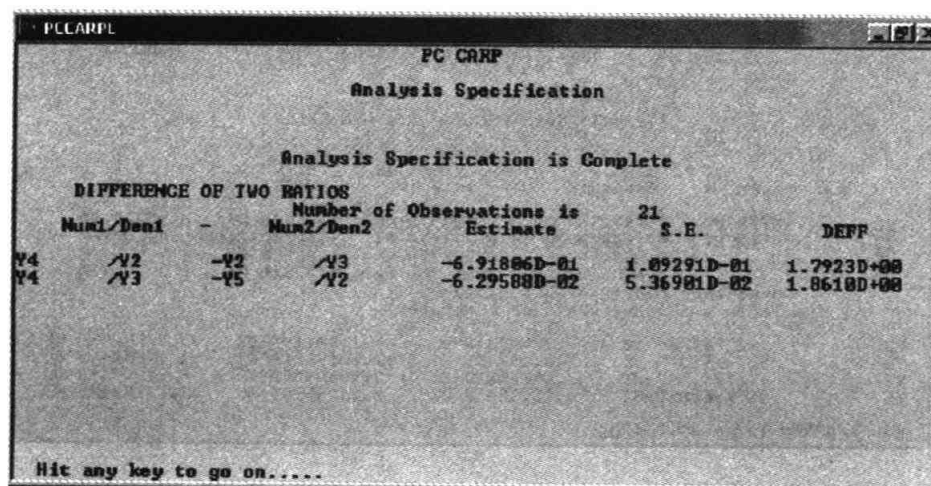 PCCARPL
PC CARP
Analysis Specification
Analysis Specification is Complete
DIFFERENCE OF TWO RATIOS
Number of Observations is 21
Num1/Den1 - Num2/Den2 Estimate S.E. DEFF
Y4 /Y2 -Y2 /Y3 -6.91806D-01 1.09291D-01 1.7923D+00
Y4 /Y3 -Y5 /Y2 -6.29588D-02 5.36901D-02 1.8610D+00
Hit any key to go on.....